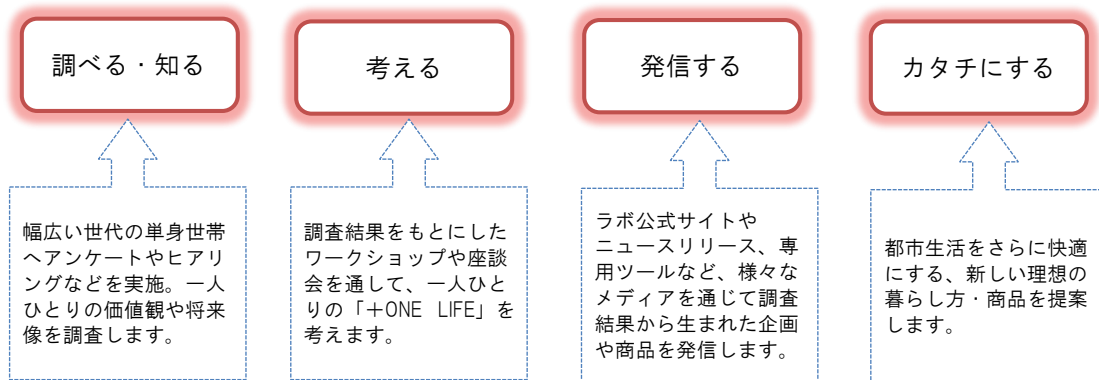 調べる・知る
考える
発信する
カタチにする
幅広い世代の単身世帯
へアンケートやヒアリ
ングなどを実施。一人
ひとりの価値観や将来
像を調査します。
調査結果をもとにした
ワークショップや座談
会を通して、一人ひと
りの「＋ONE LIFE」を
考えます。
ラボ公式サイトや
ニュースリリース、専
用ツールなど、様々な
メディアを通じて調査
結果から生まれた企画
や商品を発信します。
都市生活をさらに快適
にする、新しい理想の
暮らし方・商品を提案
します。